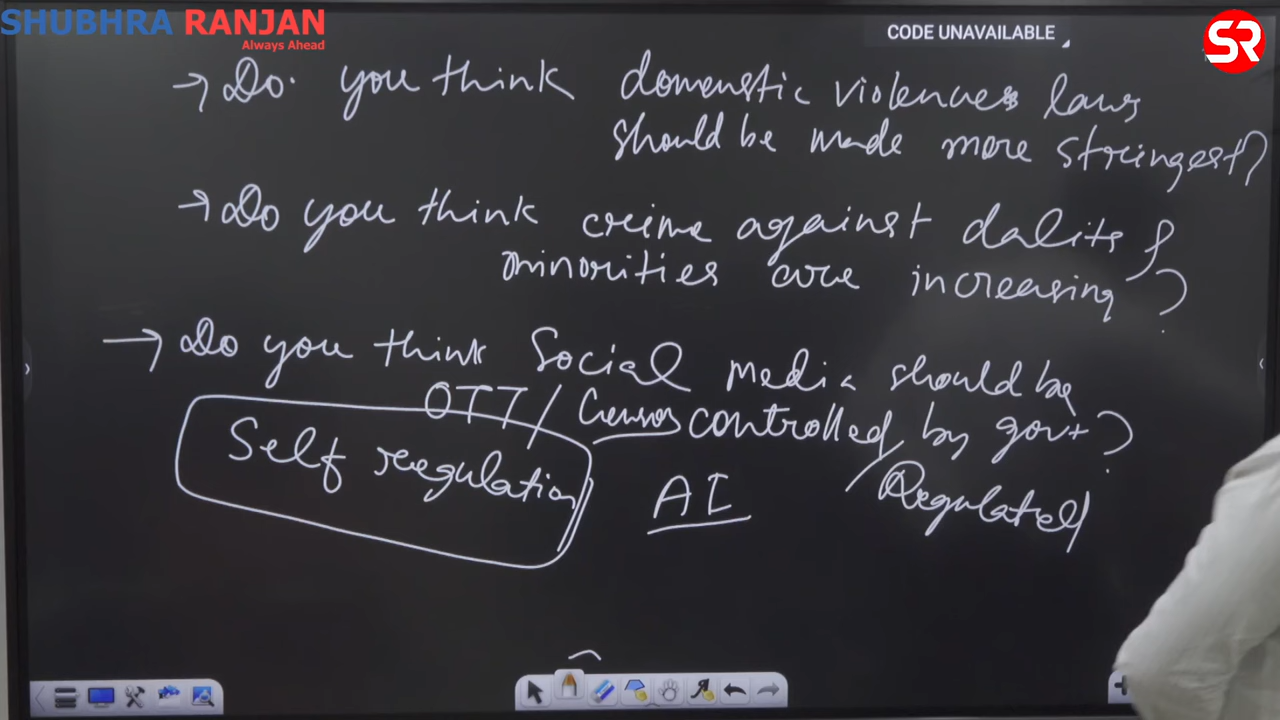 SHUBHRA RANJAN
Always Ahead
CODE UNAVAILABLE
SR
→ Do you think domenstic violences laws
should be made more stringest?
→ Do you think crime against dalits &
minorities are increasing?
→ Do you think Social media should be
OTT / Censor controlled by govt?
Self regulation
AI
/ Regulated /